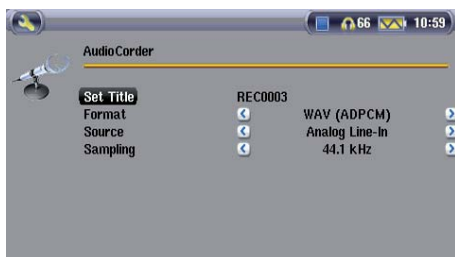 66 10:59
AudioCorder
Set Title REC0003
Format WAV (ADPCM)
Source Analog Line-In
Sampling 44.1 kHz